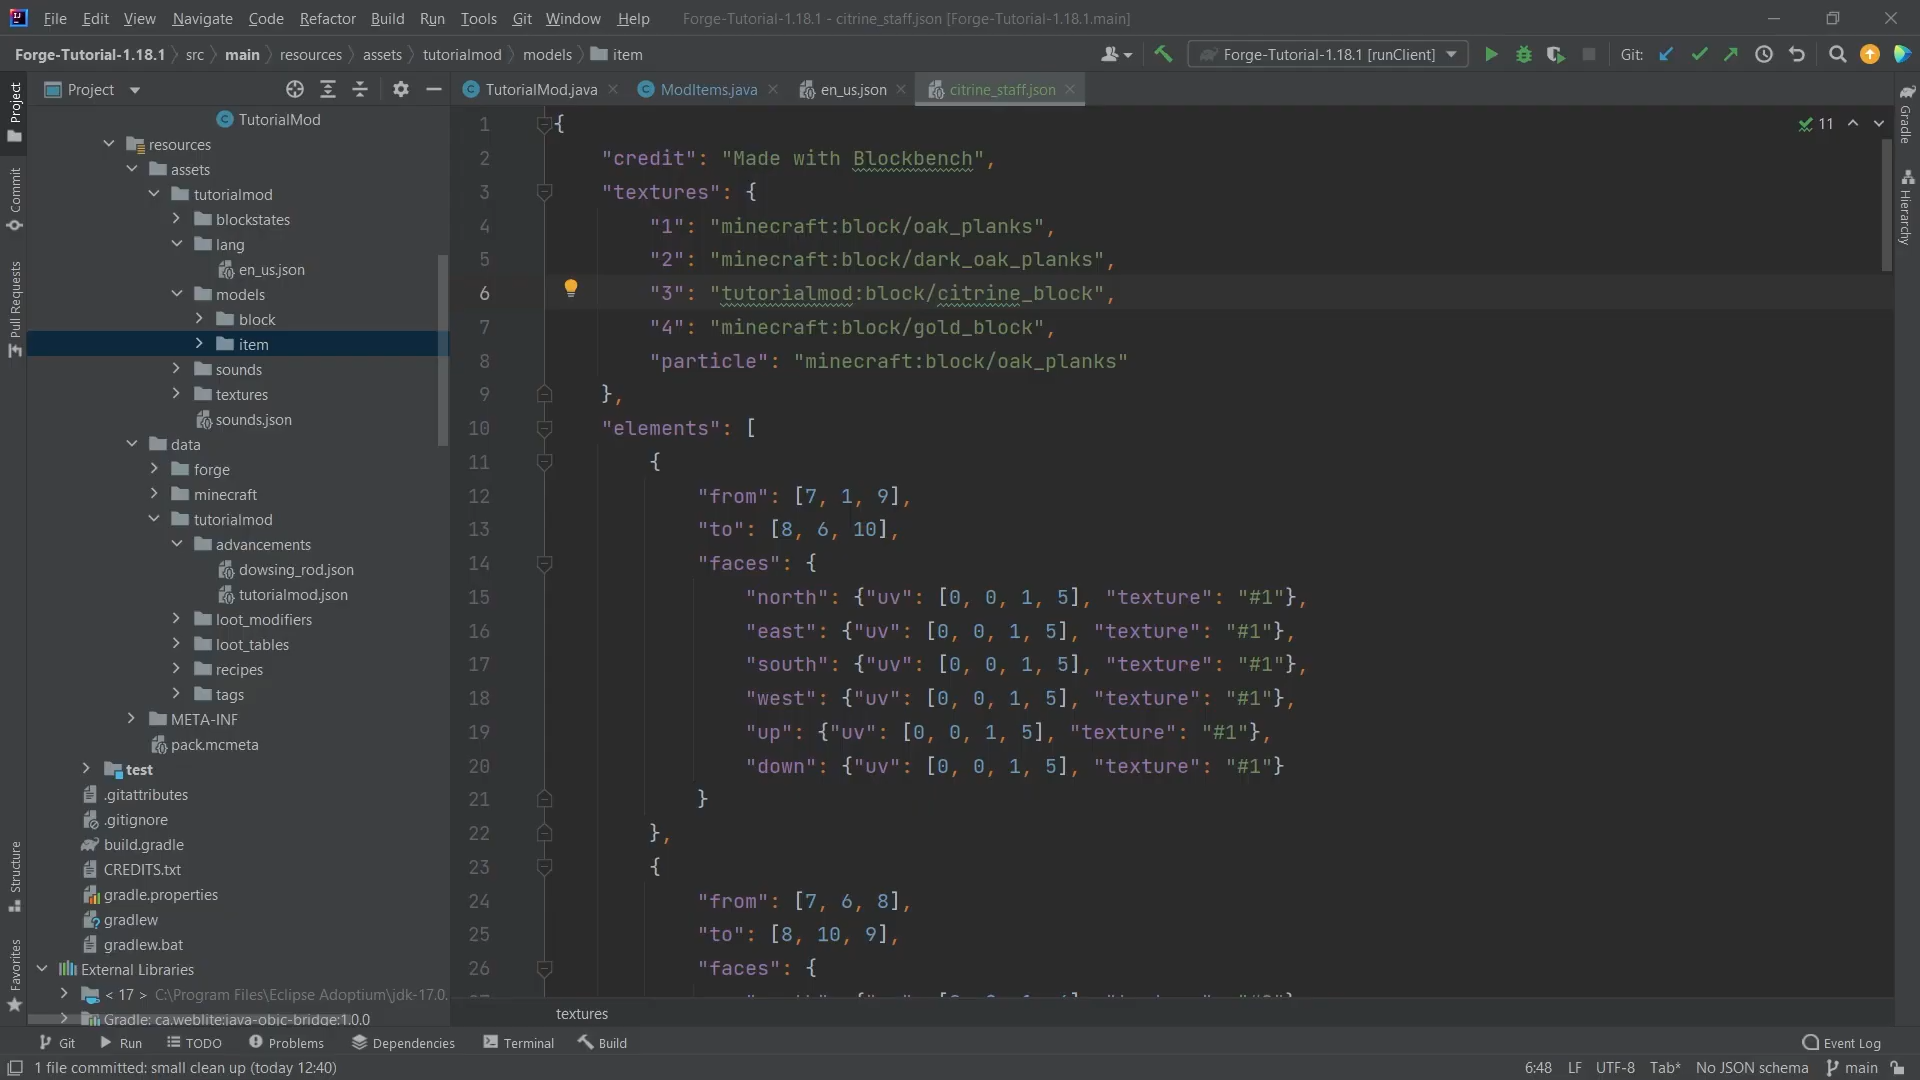 File Edit View Navigate Code Refactor Build Run Tools Git Window Help Forge-Tutorial-1.18.1 - citrine_staff.json [Forge-Tutorial-1.18.1.main]
Forge-Tutorial-1.18.1 src main resources assets tutorialmod models item Forge-Tutorial-1.18.1 [runClient] Git:
Project
TutorialMod.java ModItems.java en_us.json citrine_staff.json
Project
Commit
Pull Requests
Structure
Favorites
TutorialMod
resources
assets
tutorialmod
blockstates
lang
en_us.json
models
block
item
sounds
textures
sounds.json
data
forge
minecraft
tutorialmod
advancements
dowsing_rod.json
tutorialmod.json
loot_modifiers
loot_tables
recipes
tags
META-INF
pack.mcmeta
test
.gitattributes
.gitignore
build.gradle
CREDITS.txt
gradle.properties
gradlew
gradlew.bat
External Libraries
< 17 > C:\Program Files\Eclipse Adoptium\jdk-17.0.
Gradle: ca.weblite:java-objc-bridge:1.0.0
1 {
2 "credit": "Made with Blockbench",
3 "textures": {
4 "1": "minecraft:block/oak_planks",
5 "2": "minecraft:block/dark_oak_planks",
6 "3": "tutorialmod:block/citrine_block",
7 "4": "minecraft:block/gold_block",
8 "particle": "minecraft:block/oak_planks"
9 },
10 "elements": [
11 {
12 "from": [7, 1, 9],
13 "to": [8, 6, 10],
14 "faces": {
15 "north": {"uv": [0, 0, 1, 5], "texture": "#1"},
16 "east": {"uv": [0, 0, 1, 5], "texture": "#1"},
17 "south": {"uv": [0, 0, 1, 5], "texture": "#1"},
18 "west": {"uv": [0, 0, 1, 5], "texture": "#1"},
19 "up": {"uv": [0, 0, 1, 5], "texture": "#1"},
20 "down": {"uv": [0, 0, 1, 5], "texture": "#1"}
21 }
22 },
23 {
24 "from": [7, 6, 8],
25 "to": [8, 10, 9],
26 "faces": {
11
Gradle
Hierarchy
textures
Git Run TODO Problems Dependencies Terminal Build Event Log
1 file committed: small clean up (today 12:40) 6:48 LF UTF-8 Tab* No JSON schema main